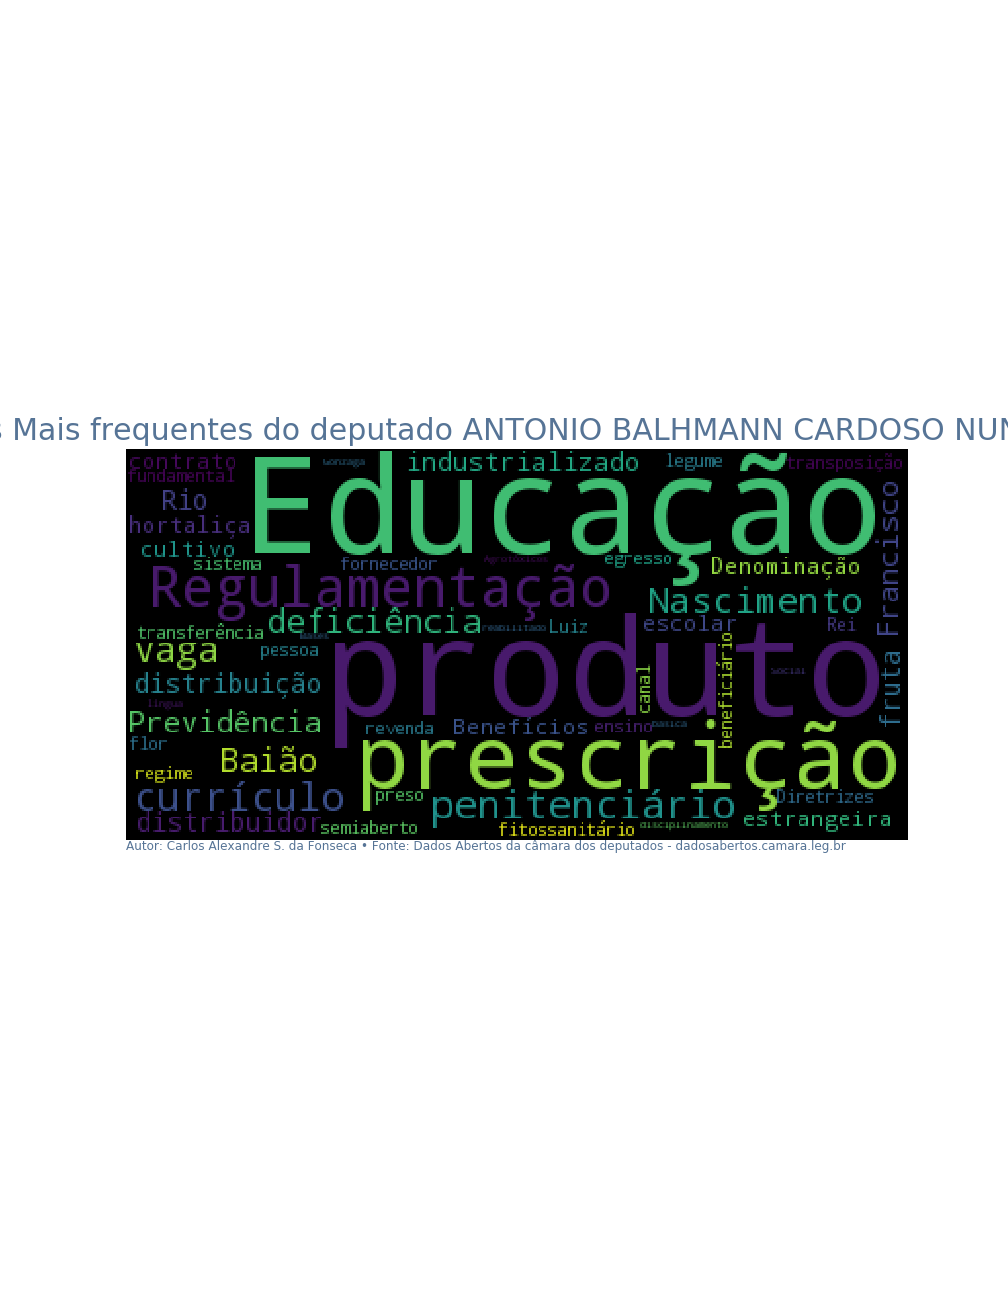 s Mais frequentes do deputado ANTONIO BALHMANN CARDOSO NUN
contrato
Gonzaga
industrializado
legume
transposição
fundamental
Educação
Rio
Francisco
hortaliça
cultivo
sistema
fornecedor
Agrotóxicos
egresso
Denominação
Regulamentação
Nascimento
deficiência
reabilitado
Luiz
escolar
Rei
transferência
vaga
pessoa
produto
canal
beneficiário
Social
fruta
distribuição
língua
Previdência
revenda
Benefícios
ensino
básica
flor
prescrição
regime
Baião
currículo
preso
penitenciário
Diretrizes
distribuidor
semiaberto
fitossanitário
disciplinamento
estrangeira
Autor: Carlos Alexandre S. da Fonseca • Fonte: Dados Abertos da câmara dos deputados - dadosabertos.camara.leg.br